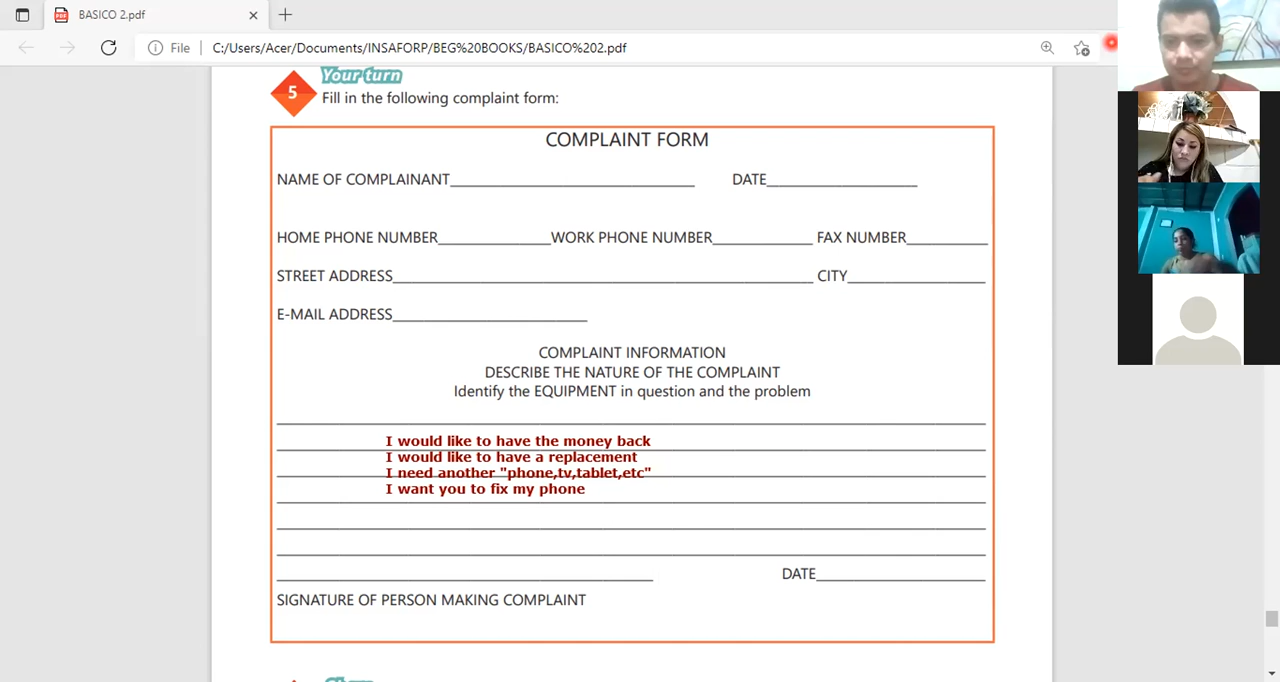 BASICO 2.pdf
File C:/Users/Acer/Documents/INSAFORP/BEG%20BOOKS/BASICO%202.pdf
Your turn
5 Fill in the following complaint form:
COMPLAINT FORM
NAME OF COMPLAINANT DATE
HOME PHONE NUMBER WORK PHONE NUMBER FAX NUMBER
STREET ADDRESS CITY
E-MAIL ADDRESS
COMPLAINT INFORMATION
DESCRIBE THE NATURE OF THE COMPLAINT
Identify the EQUIPMENT in question and the problem
I would like to have the money back
I would like to have a replacement
I need another "phone,tv,tablet,etc"
I want you to fix my phone
DATE
SIGNATURE OF PERSON MAKING COMPLAINT